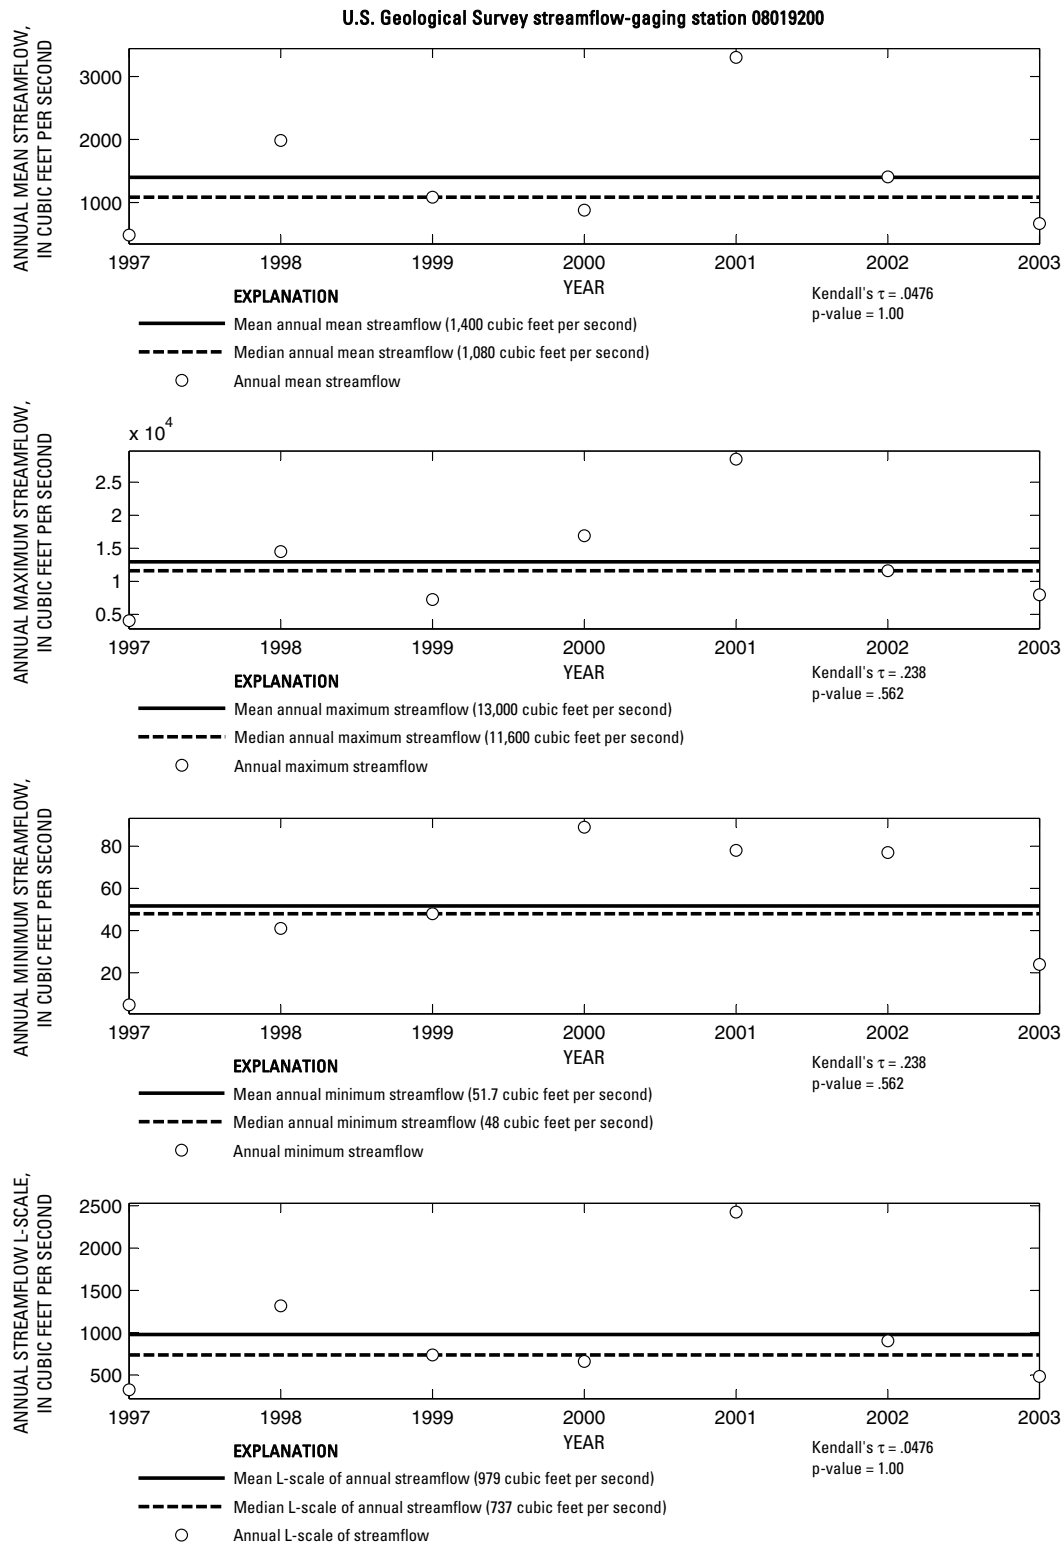 U.S. Geological Survey streamflow-gaging station 08019200
ANNUAL MEAN STREAMFLOW,
IN CUBIC FEET PER SECOND
3000
2000
1000
1997 1998 1999 2000 2001 2002 2003
YEAR
Kendall's τ = .0476
p-value = 1.00
EXPLANATION
Mean annual mean streamflow (1,400 cubic feet per second)
Median annual mean streamflow (1,080 cubic feet per second)
Annual mean streamflow
ANNUAL MAXIMUM STREAMFLOW,
IN CUBIC FEET PER SECOND
x 10^4
2.5
2
1.5
1
0.5
1997 1998 1999 2000 2001 2002 2003
YEAR
Kendall's τ = .238
p-value = .562
EXPLANATION
Mean annual maximum streamflow (13,000 cubic feet per second)
Median annual maximum streamflow (11,600 cubic feet per second)
Annual maximum streamflow
ANNUAL MINIMUM STREAMFLOW,
IN CUBIC FEET PER SECOND
80
60
40
20
1997 1998 1999 2000 2001 2002 2003
YEAR
Kendall's τ = .238
p-value = .562
EXPLANATION
Mean annual minimum streamflow (51.7 cubic feet per second)
Median annual minimum streamflow (48 cubic feet per second)
Annual minimum streamflow
ANNUAL STREAMFLOW L-SCALE,
IN CUBIC FEET PER SECOND
2500
2000
1500
1000
500
1997 1998 1999 2000 2001 2002 2003
YEAR
Kendall's τ = .0476
p-value = 1.00
EXPLANATION
Mean L-scale of annual streamflow (979 cubic feet per second)
Median L-scale of annual streamflow (737 cubic feet per second)
Annual L-scale of streamflow